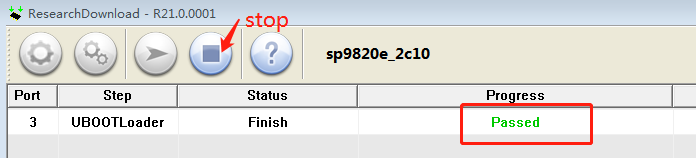 ResearchDownload - R21.0.0001
stop
?
sp9820e_2c10
Port Step Status Progress
3 UBOOTLoader Finish Passed